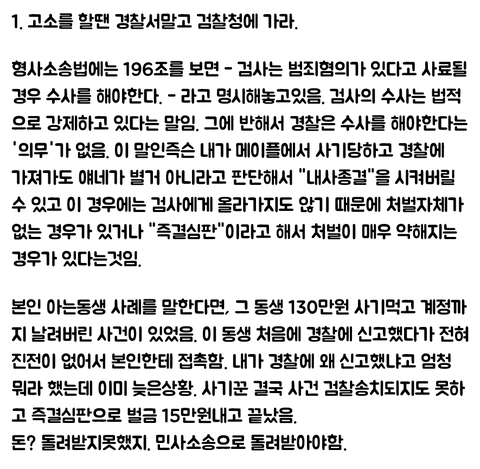 1. 고소를 할땐 경찰서말고 검찰청에 가라.
형사소송법에는 196조를 보면 - 검사는 범죄혐의가 있다고 사료될
경우 수사를 해야한다. - 라고 명시해놓고있음. 검사의 수사는 법적
으로 강제하고 있다는 말임. 그에 반해서 경찰은 수사를 해야한다는
'의무'가 없음. 이 말인즉슨 내가 메이플에서 사기당하고 경찰에
가져가도 얘네가 별거 아니라고 판단해서 "내사종결"을 시켜버릴
수 있고 이 경우에는 검사에게 올라가지도 않기 때문에 처벌자체가
없는 경우가 있거나 "즉결심판"이라고 해서 처벌이 매우 약해지는
경우가 있다는것임.
본인 아는동생 사례를 말한다면, 그 동생 130만원 사기먹고 계정까
지 날려버린 사건이 있었음. 이 동생 처음에 경찰에 신고했다가 전혀
진전이 없어서 본인한테 접촉함. 내가 경찰에 왜 신고했냐고 엄청
뭐라 했는데 이미 늦은상황. 사기꾼 결국 사건 검찰송치되지도 못하
고 즉결심판으로 벌금 15만원내고 끝났음.
돈? 돌려받지못했지. 민사소송으로 돌려받아야함.